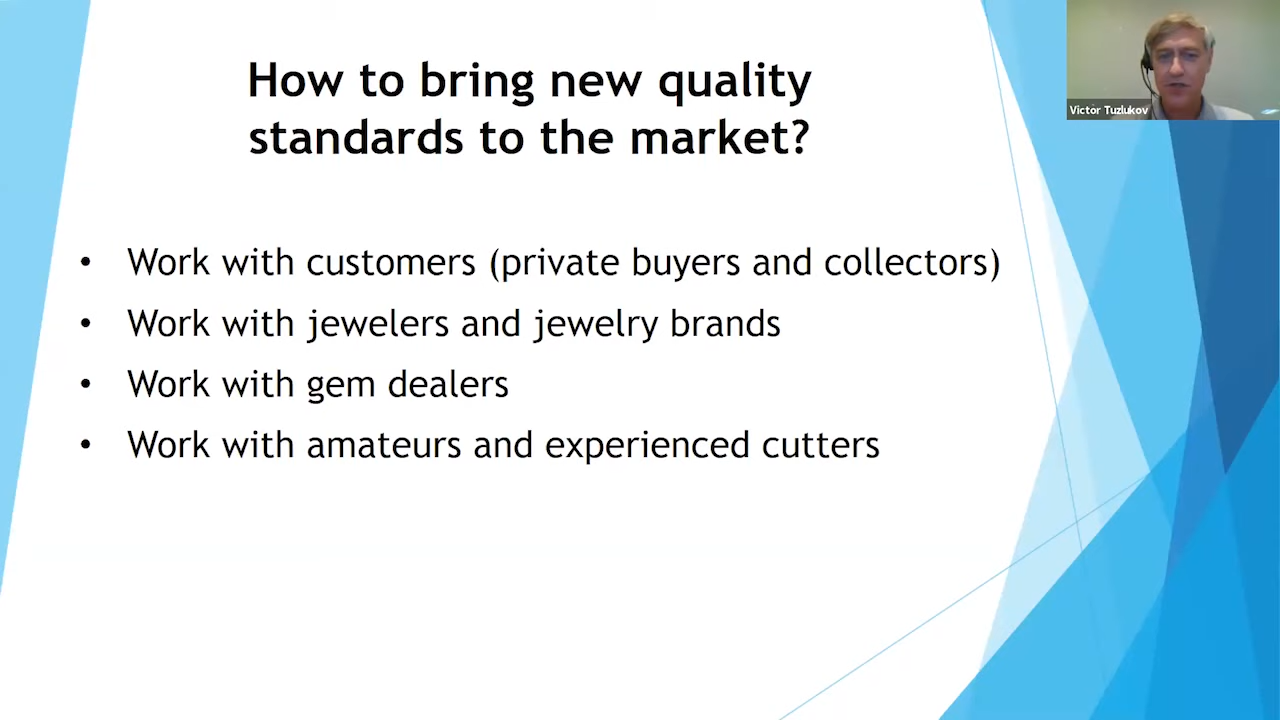 How to bring new quality
standards to the market?
• Work with customers (private buyers and collectors)
• Work with jewelers and jewelry brands
• Work with gem dealers
• Work with amateurs and experienced cutters
Victor Tuzlukov